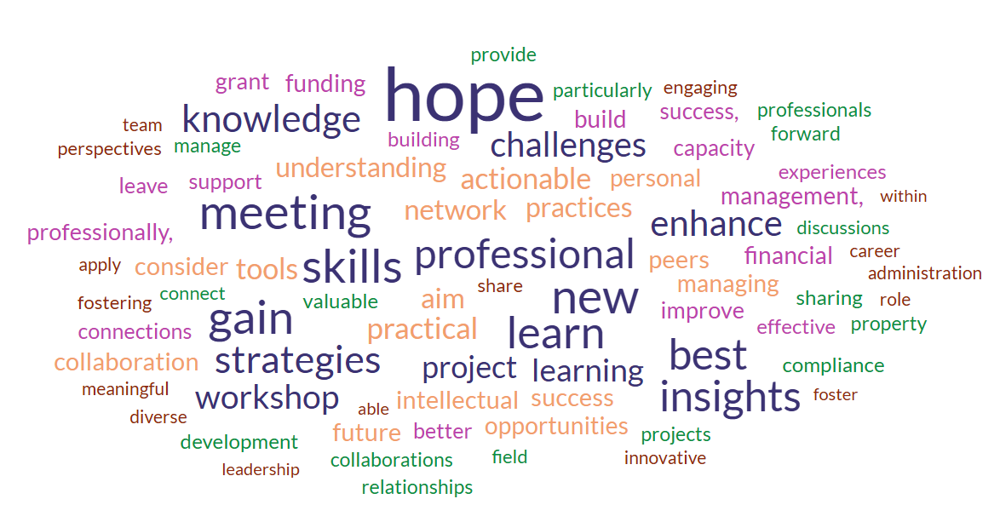 provide
grant funding hope particularly engaging
team knowledge build success, professionals
perspectives manage building challenges capacity forward
understanding actionable personal experiences
leave support network practices management, within
meeting enhance discussions
professionally, professional peers financial career
apply consider tools skills share managing administration
fostering connect valuable aim new improve sharing role
connections gain practical learn effective property
collaboration strategies project learning best compliance
meaningful workshop able intellectual success insights foster
diverse future better opportunities projects
development collaborations field innovative
leadership relationships